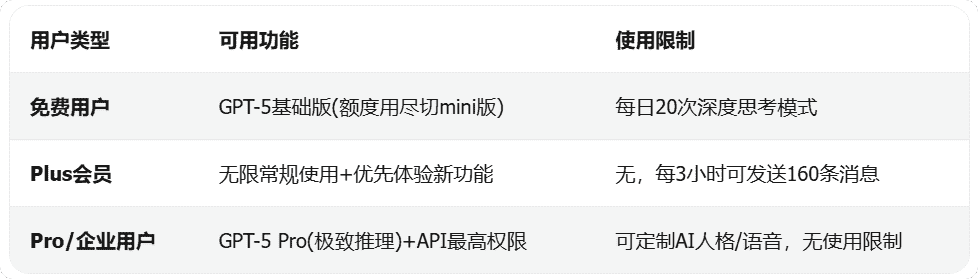 用户类型 可用功能 使用限制
免费用户 GPT-5基础版(额度用尽切mini版) 每日20次深度思考模式
Plus会员 无限常规使用+优先体验新功能 无，每3小时可发送160条消息
Pro/企业用户 GPT-5 Pro(极致推理)+API最高权限 可定制AI人格/语音，无使用限制